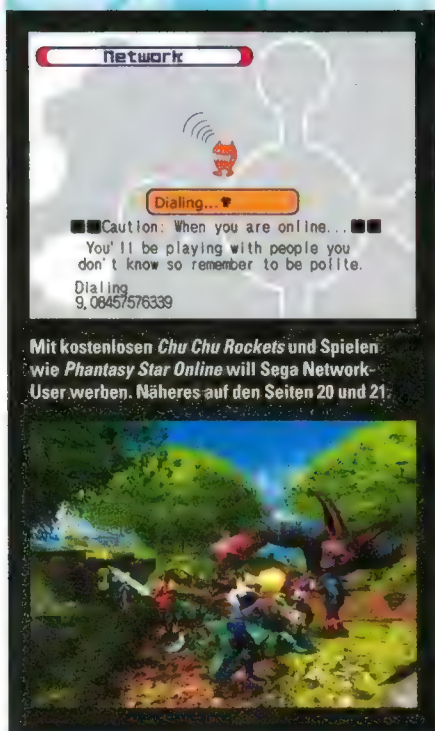 Network
Dialing...
Caution: When you are online...
You'll be playing with people you
don't know so remember to be polite.
Dialing
9, 08457576339
Mit kostenlosen Chu Chu Rockets und Spielen
wie Phantasy Star Online will Sega Network-
User werben. Näheres auf den Seiten 20 und 21.